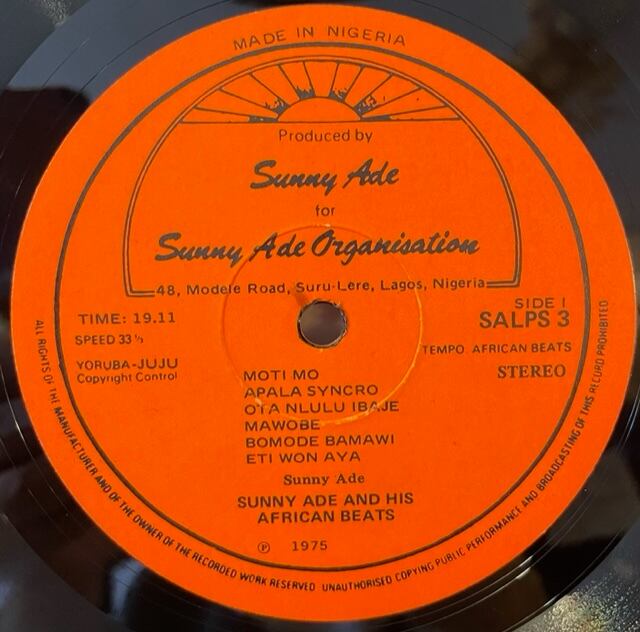 MADE IN NIGERIA
Produced by
Sunny Ade
for
Sunny Ade Organisation
48, Modele Road, Suru-Lere, Lagos, Nigeria
TIME: 19.11
SPEED 33 ⅓
YORUBA-JUJU
Copyright Control
SIDE I
SALPS 3
TEMPO. AFRICAN BEATS
STEREO
MOTI MO
APALA SYNCRO
OTA NLULU IBAJE
MAWOBE
BOMODE BAMAWI
ETI WON AYA
Sunny Ade
SUNNY ADE AND HIS
AFRICAN BEATS
℗ 1975
ALL RIGHTS OF THE MANUFACTURER AND OF THE OWNER OF THE RECORDED WORK RESERVED UNAUTHORISED COPYING PUBLIC PERFORMANCE AND BROADCASTING OF THIS RECORD PROHIBITED